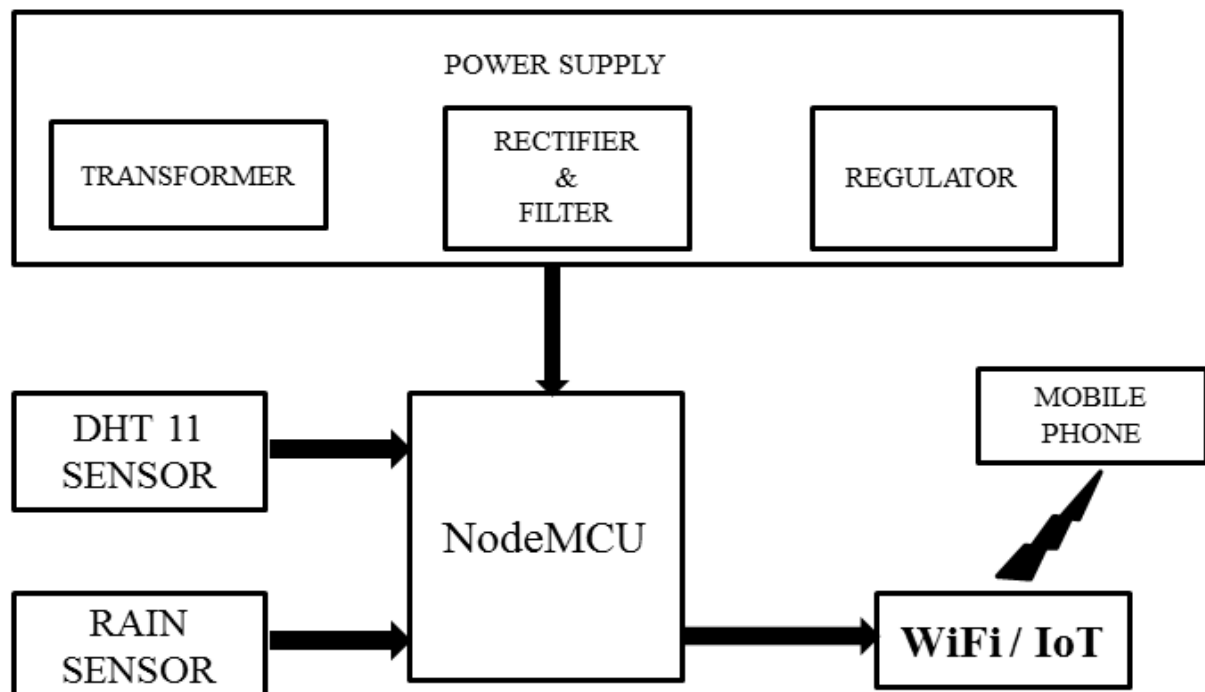 POWER SUPPLY
TRANSFORMER
RECTIFIER
&
FILTER
REGULATOR
DHT 11
SENSOR
NodeMCU
MOBILE
PHONE
RAIN
SENSOR
WiFi / IoT